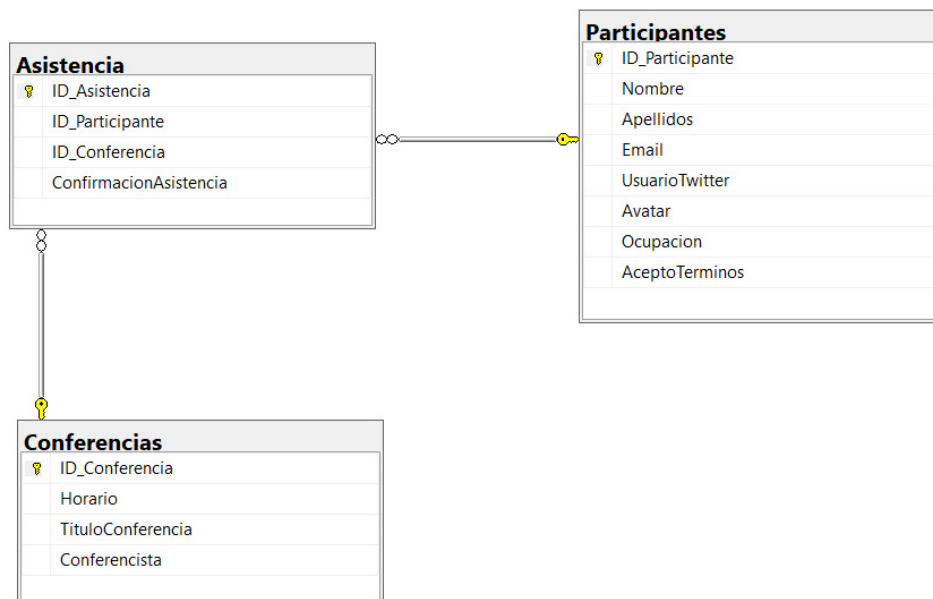 Asistencia
ID_Asistencia
ID_Participante
ID_Conferencia
ConfirmacionAsistencia
Participantes
ID_Participante
Nombre
Apellidos
Email
UsuarioTwitter
Avatar
Ocupacion
AceptoTerminos
Conferencias
ID_Conferencia
Horario
TituloConferencia
Conferencista